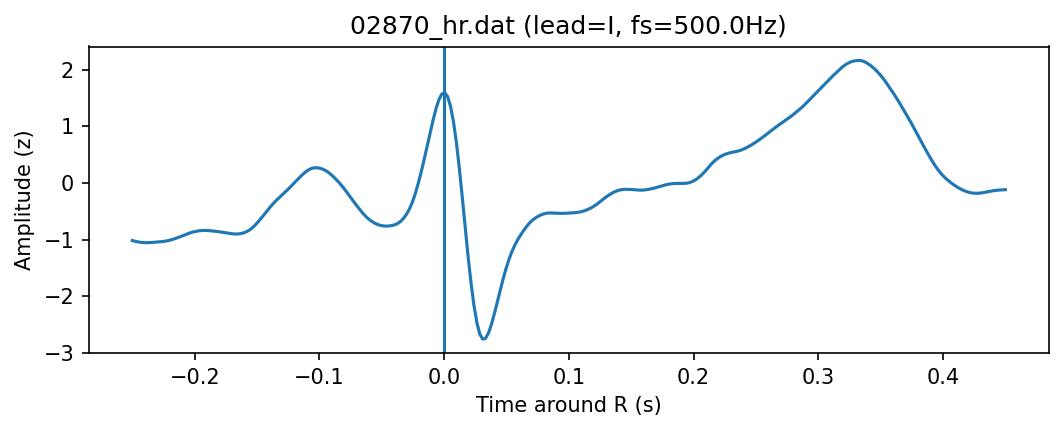 02870_hr.dat (lead=I, fs=500.0Hz)
Amplitude (z)
2
1
0
−1
−2
−3
−0.2 −0.1 0.0 0.1 0.2 0.3 0.4
Time around R (s)